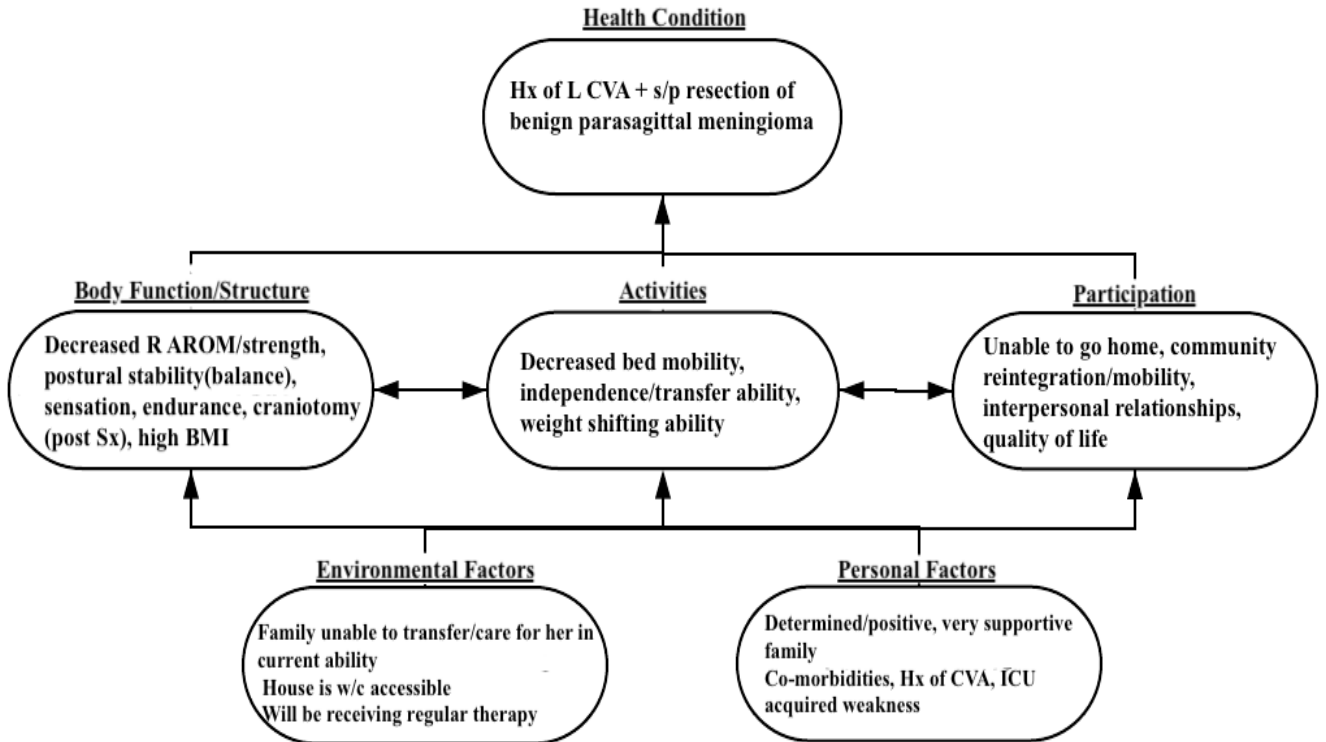 Health Condition
Hx of L CVA + s/p resection of
benign parasagittal meningioma
Body Function/Structure
Decreased R AROM/strength,
postural stability(balance),
sensation, endurance, craniotomy
(post Sx), high BMI
Activities
Decreased bed mobility,
independence/transfer ability,
weight shifting ability
Participation
Unable to go home, community
reintegration/mobility,
interpersonal relationships,
quality of life
Environmental Factors
Family unable to transfer/care for her in
current ability
House is w/c accessible
Will be receiving regular therapy
Personal Factors
Determined/positive, very supportive
family
Co-morbidities, Hx of CVA, ICU
acquired weakness